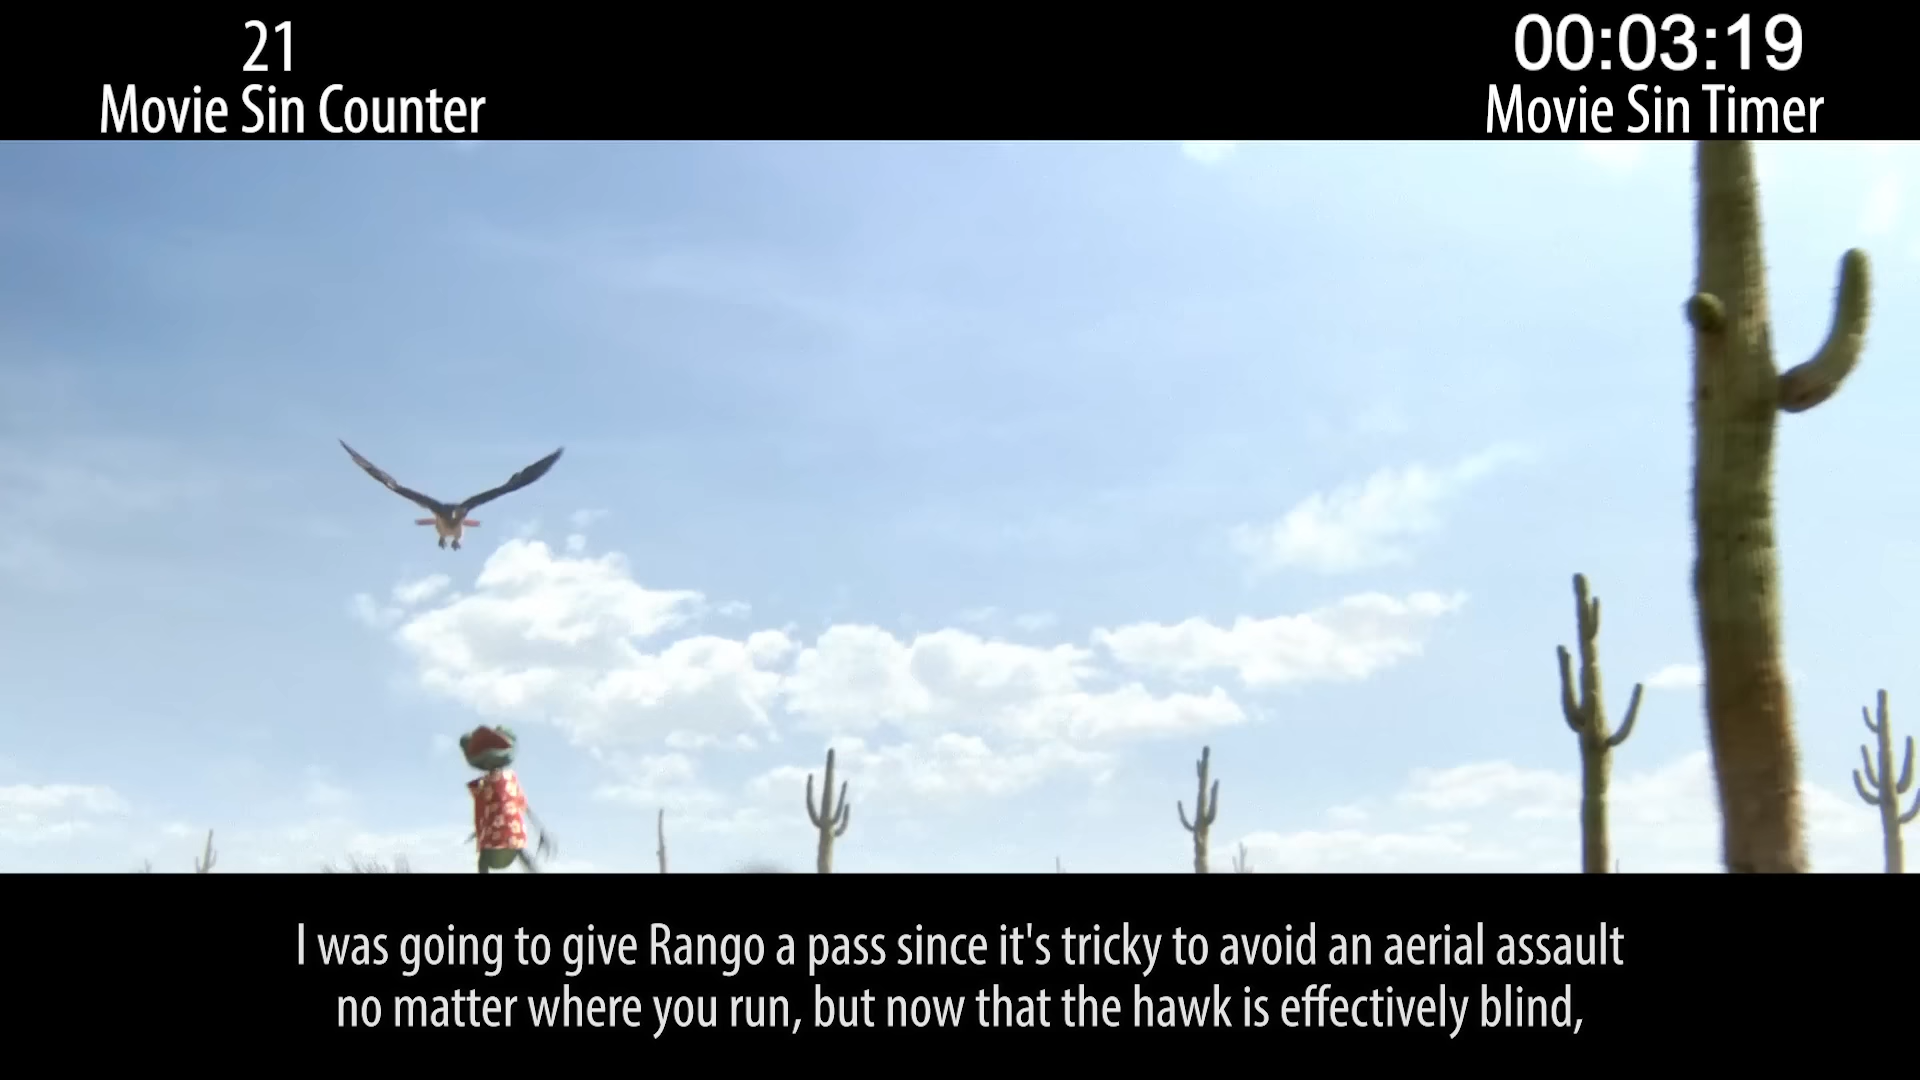 21
00:03:19
Movie Sin Counter
Movie Sin Timer
I was going to give Rango a pass since it's tricky to avoid an aerial assault
no matter where you run, but now that the hawk is effectively blind,